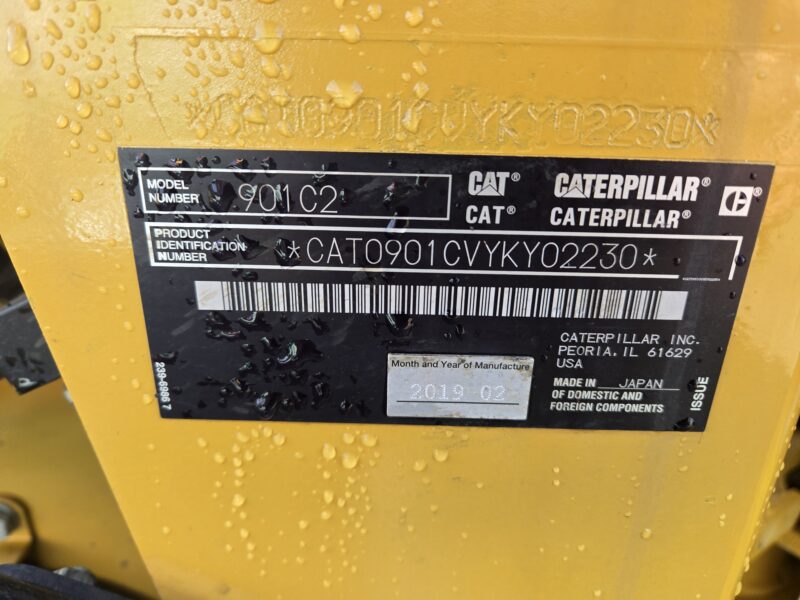 *CAT0901CVYKY02230*
MODEL NUMBER 901C2
CAT® CATERPILLAR®
CAT® CATERPILLAR®
PRODUCT IDENTIFICATION NUMBER *CAT0901CVYKY02230*
CATERPILLAR INC.
PEORIA, IL 61629
USA
Month and Year of Manufacture
2019 02
MADE IN JAPAN
OF DOMESTIC AND
FOREIGN COMPONENTS
239-6986 7
ISSUE